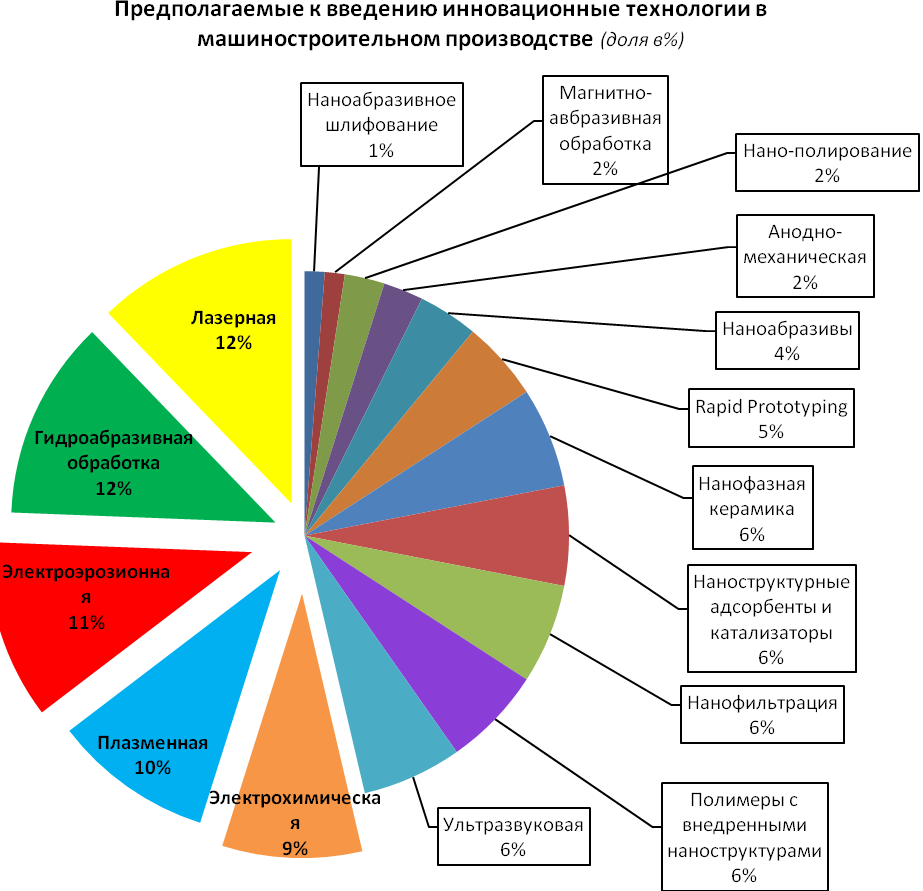 Предполагаемые к введению инновационные технологии в
машиностроительном производстве (доля в%)
Наноабразивное
шлифование
1%
Магнитно-
авбразивная
обработка
2%
Нано-полирование
2%
Анодно-
механическая
2%
Наноабразивы
4%
Rapid Prototyping
5%
Нанофазная
керамика
6%
Наноструктурные
адсорбенты и
катализаторы
6%
Нанофильтрация
6%
Полимеры с
внедренными
наноструктурами
6%
Ультразвуковая
6%
Электрохимическа
я
9%
Плазменная
10%
Электроэрозионна
я
11%
Гидроабразивная
обработка
12%
Лазерная
12%